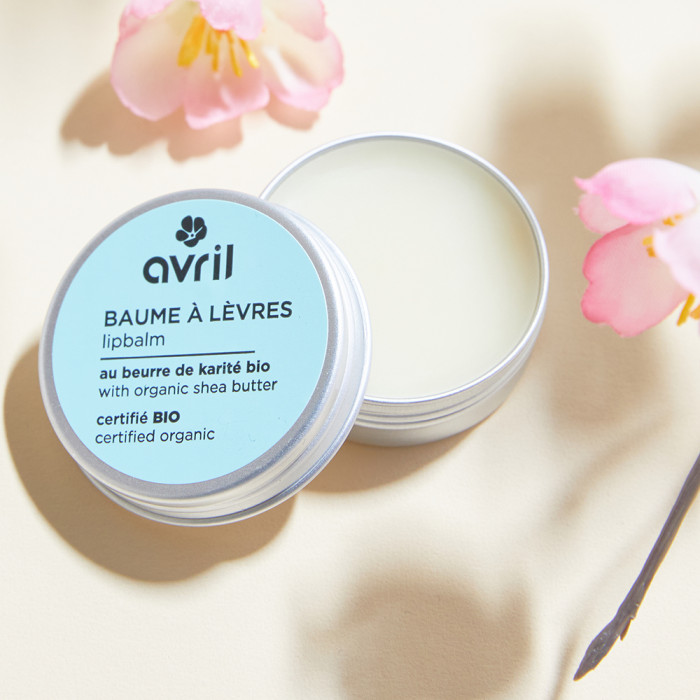 avril
BAUME À LÈVRES
lipbalm
au beurre de karité bio
with organic shea butter
certifié BIO
certified organic